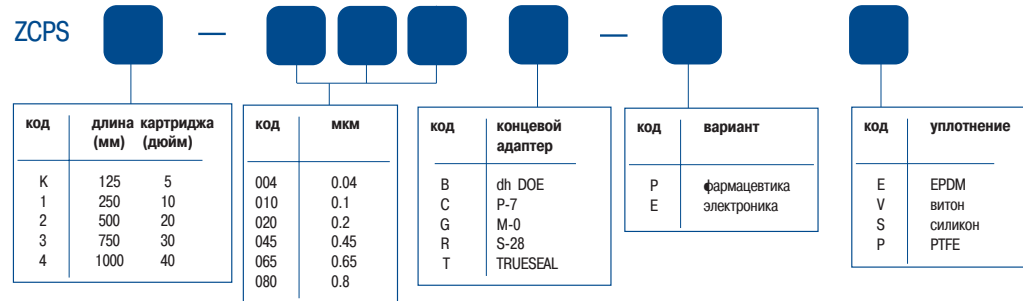 ZCPS — —
код длина картриджа
(мм) (дюйм)
K 125 5
1 250 10
2 500 20
3 750 30
4 1000 40
код мкм
004 0.04
010 0.1
020 0.2
045 0.45
065 0.65
080 0.8
код концевой
адаптер
B dh DOE
C P-7
G M-0
R S-28
T TRUESEAL
код вариант
P фармацевтика
E электроника
код уплотнение
E EPDM
V витон
S силикон
P PTFE